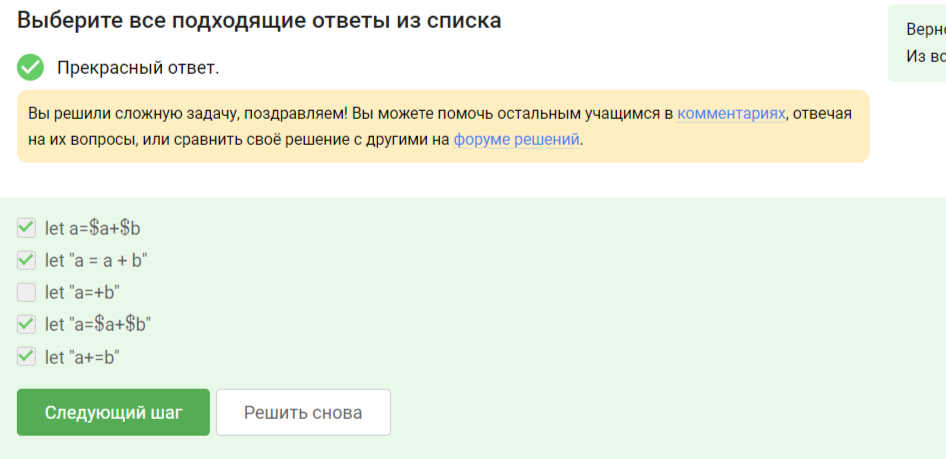 Выберите все подходящие ответы из списка
Верно
Прекрасный ответ.
Из вс
Вы решили сложную задачу, поздравляем! Вы можете помочь остальным учащимся в комментариях, отвечая
на их вопросы, или сравнить своё решение с другими на форуме решений.
let a=$a+$b
let "a = a + b"
let "a=+b"
let "a=$a+$b"
let "a+=b"
Следующий шаг
Решить снова